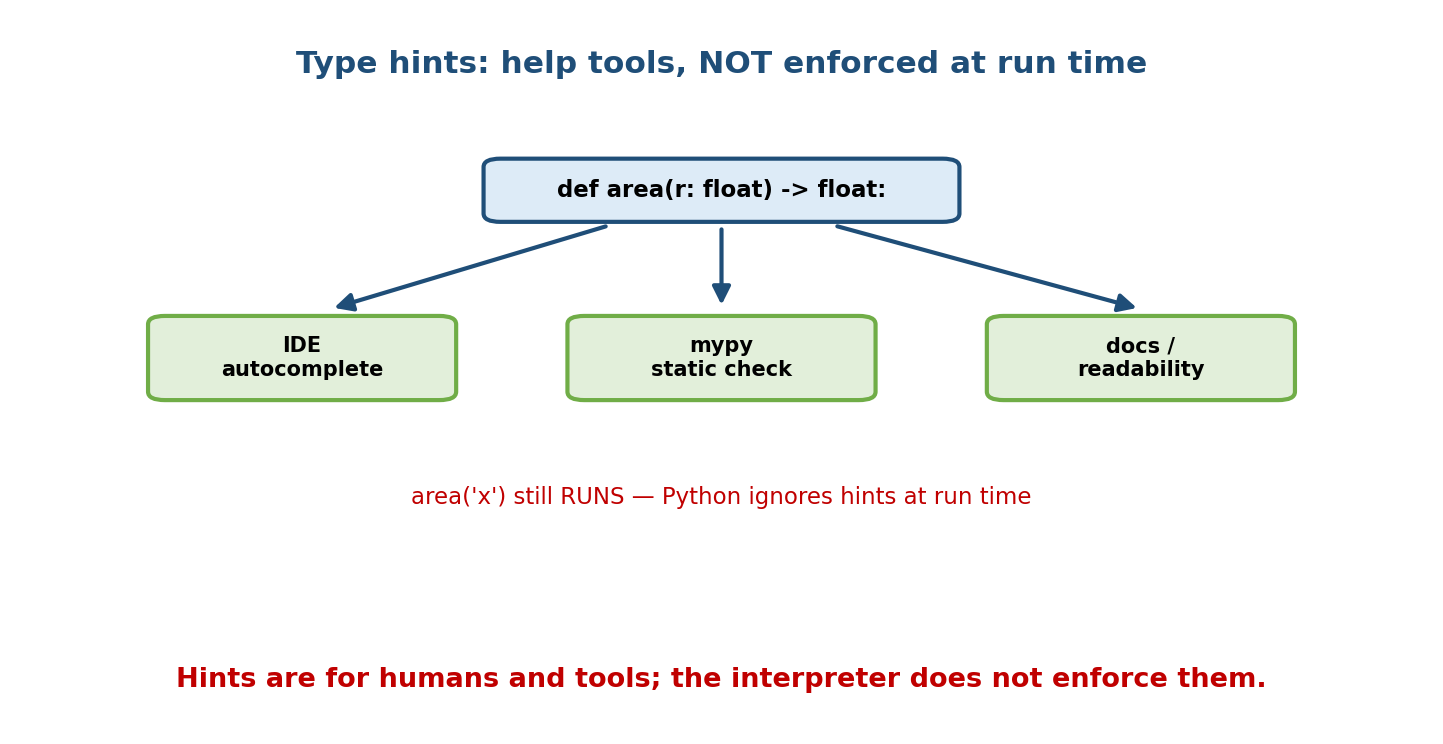 Type hints: help tools, NOT enforced at run time
def area(r: float) -> float:
IDE
autocomplete
mypy
static check
docs /
readability
area('x') still RUNS — Python ignores hints at run time
Hints are for humans and tools; the interpreter does not enforce them.